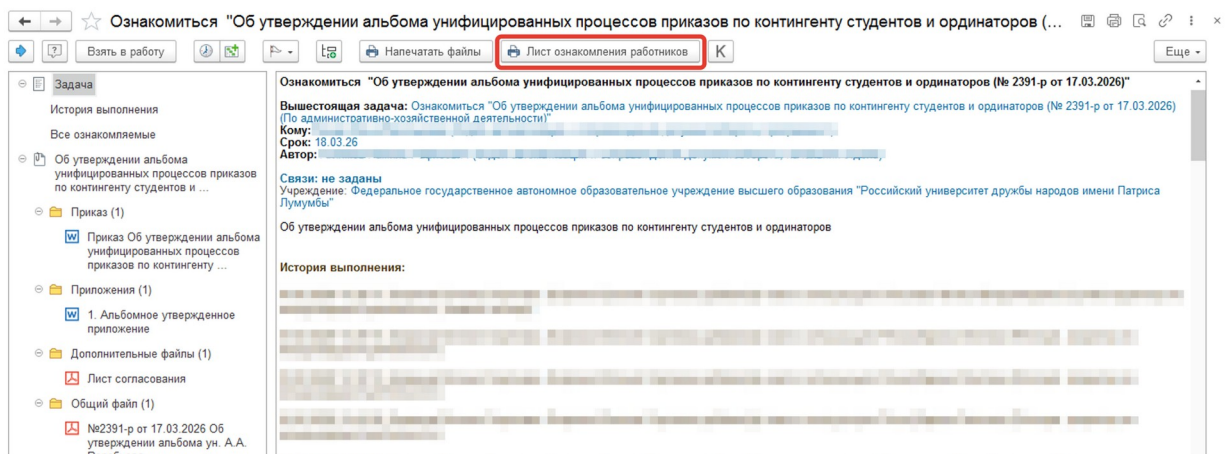 Ознакомиться "Об утверждении альбома унифицированных процессов приказов по контингенту студентов и ординаторов (...
Взять в работу
Напечатать файлы
Лист ознакомления работников
К
Еще
Задача
История выполнения
Все ознакомляемые
Об утверждении альбома
унифицированных процессов приказов
по контингенту студентов и ...
Приказ (1)
Приказ Об утверждении альбома
унифицированных процессов
приказов по контингенту ...
Приложения (1)
1. Альбомное утвержденное
приложение
Дополнительные файлы (1)
Лист согласования
Общий файл (1)
№2391-р от 17.03.2026 Об
утверждении альбома ун. А.А.
Ознакомиться "Об утверждении альбома унифицированных процессов приказов по контингенту студентов и ординаторов (№ 2391-р от 17.03.2026)"
Вышестоящая задача: Ознакомиться "Об утверждении альбома унифицированных процессов приказов по контингенту студентов и ординаторов (№ 2391-р от 17.03.2026)
(По административно-хозяйственной деятельности)"
Кому:
Срок: 18.03.26
Автор:
Связи: не заданы
Учреждение: Федеральное государственное автономное образовательное учреждение высшего образования "Российский университет дружбы народов имени Патриса
Лумумбы"
Об утверждении альбома унифицированных процессов приказов по контингенту студентов и ординаторов
История выполнения: